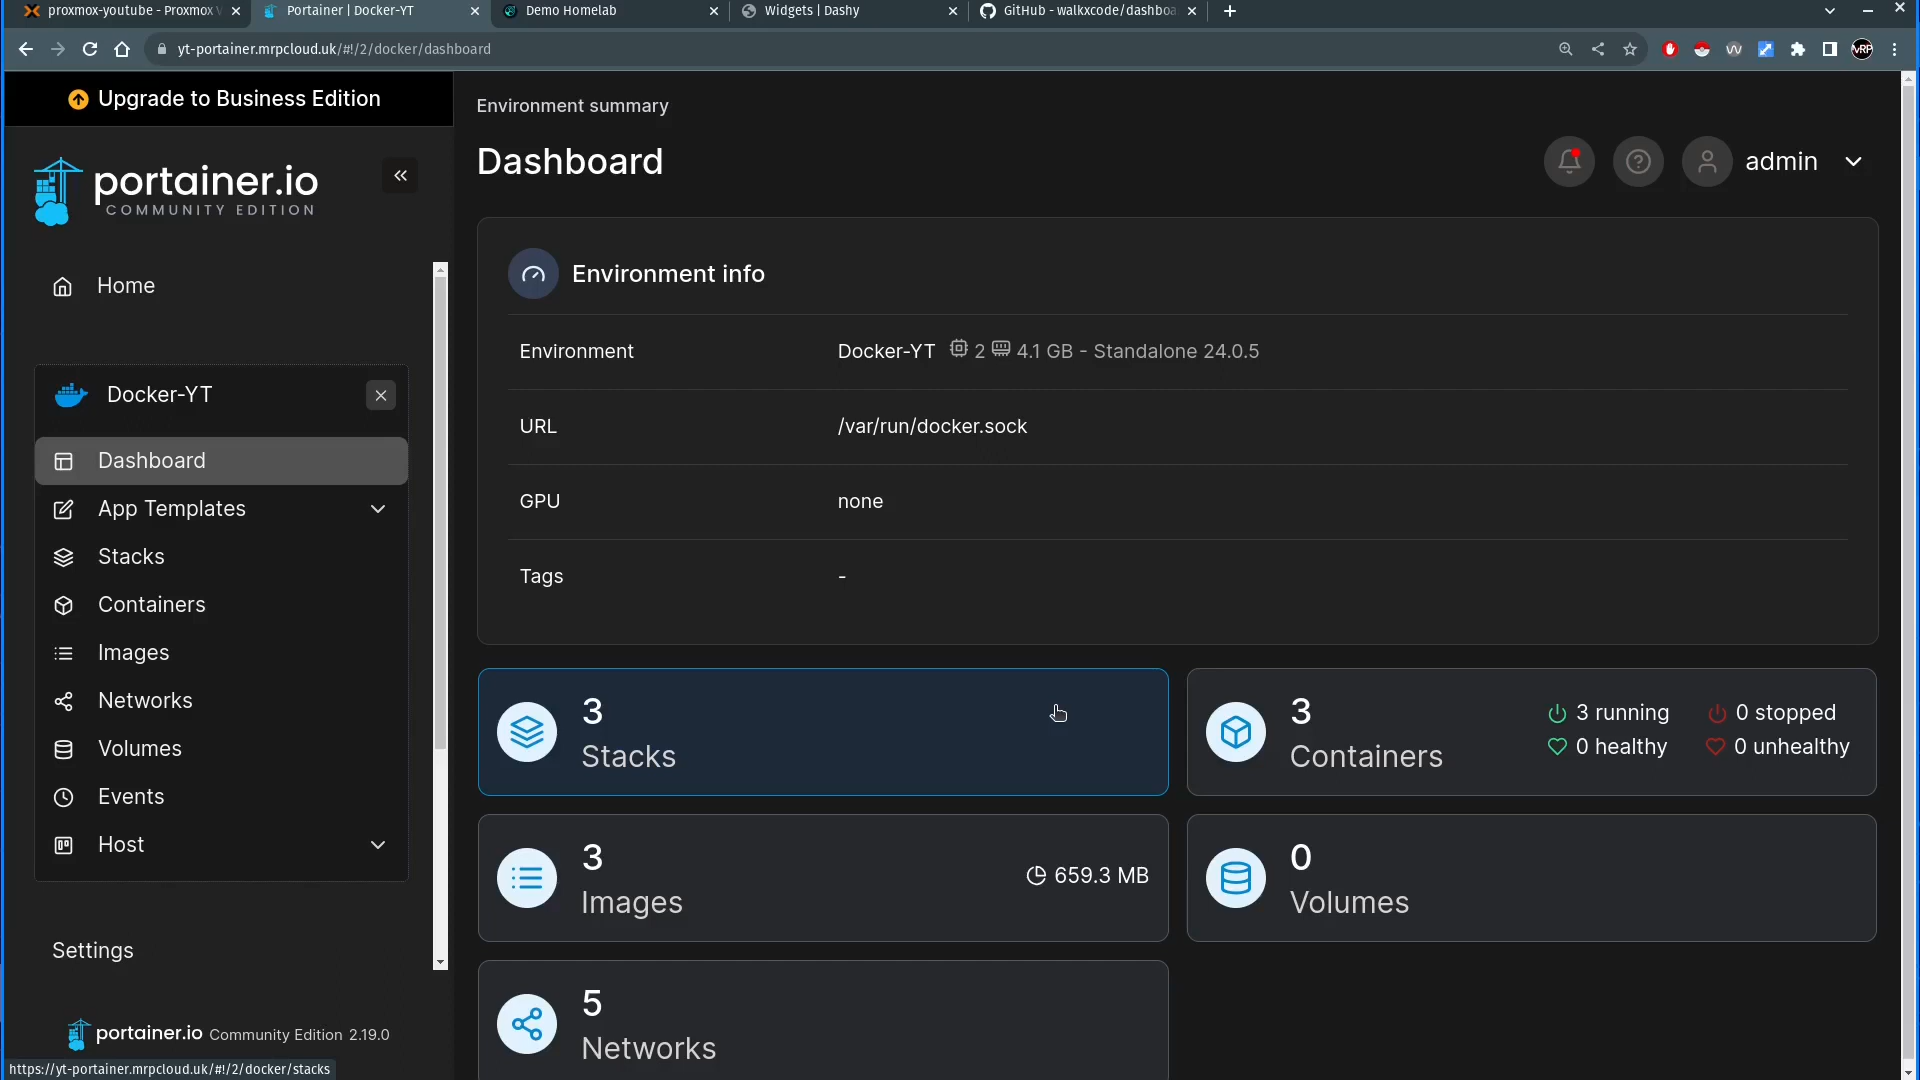 proxmox-youtube - Proxmox V
Portainer | Docker-YT
Demo Homelab
Widgets | Dashy
GitHub - walkxcode/dashboa
yt-portainer.mrpcloud.uk/#!/2/docker/dashboard
Upgrade to Business Edition
portainer.io
COMMUNITY EDITION
Home
Docker-YT
Dashboard
App Templates
Stacks
Containers
Images
Networks
Volumes
Events
Host
Settings
portainer.io Community Edition 2.19.0
https://yt-portainer.mrpcloud.uk/#!/2/docker/stacks
Environment summary
Dashboard
admin
Environment info
Environment Docker-YT 2 4.1 GB - Standalone 24.0.5
URL /var/run/docker.sock
GPU none
Tags -
3
Stacks
3
Containers
3 running 0 stopped
0 healthy 0 unhealthy
3
Images
659.3 MB
0
Volumes
5
Networks